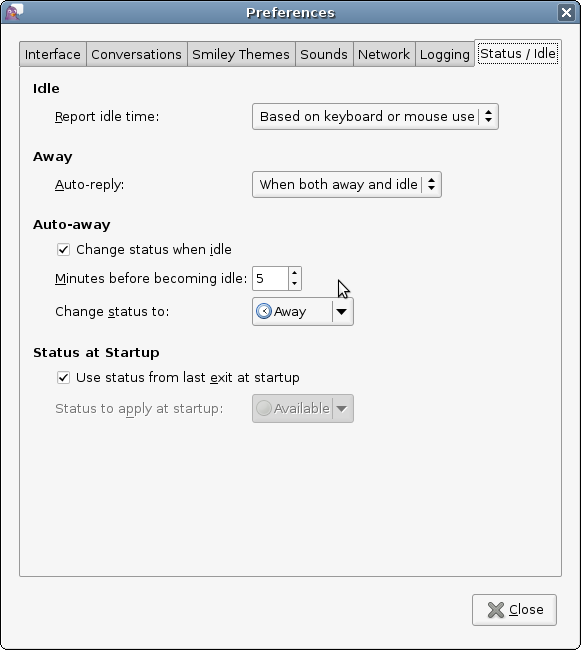 Preferences
Interface Conversations Smiley Themes Sounds Network Logging Status / Idle
Idle
Report idle time: Based on keyboard or mouse use
Away
Auto-reply: When both away and idle
Auto-away
Change status when idle
Minutes before becoming idle: 5
Change status to: Away
Status at Startup
Use status from last exit at startup
Status to apply at startup: Available
Close